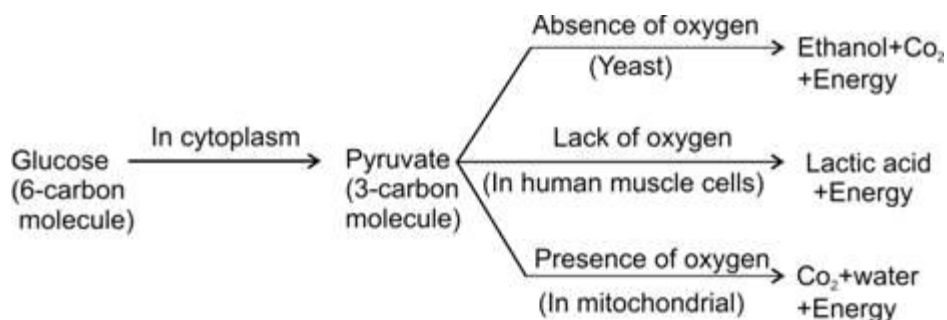 Glucose
(6-carbon
molecule)
In cytoplasm
Pyruvate
(3-carbon
molecule)
Absence of oxygen
(Yeast)
Ethanol+Co₂
+Energy
Lack of oxygen
(In human muscle cells)
Lactic acid
+Energy
Presence of oxygen
(In mitochondrial)
Co₂+water
+Energy